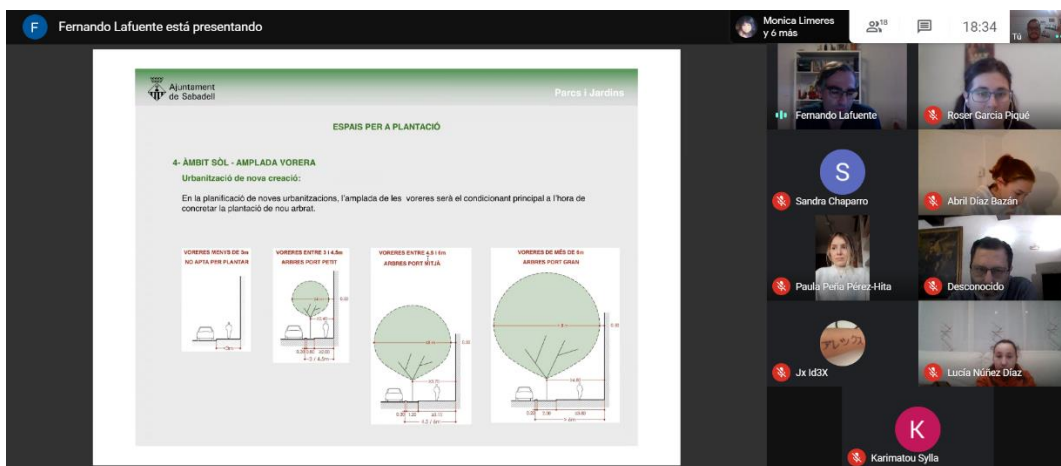 F
Fernando Lafuente está presentando
Monica Limeres
y 6 más
18
18:34
Tú
Ajuntament
de Sabadell
Parcs i Jardins
ESPAIS PER A PLANTACIÓ
4- ÀMBIT SÒL - AMPLADA VORERA
Urbanització de nova creació:
En la planificació de noves urbanitzacions, l'amplada de les voreres serà el condicionant principal a l'hora de
concretar la plantació de nou arbrat.
VORERES MENYS DE 3m
NO APTA PER PLANTAR
VORERES ENTRE 3 I 4,5m
ARBRES PORT PETIT
VORERES ENTRE 4,5 I 6m
ARBRES PORT MITJÀ
VORERES DE MÉS DE 6m
ARBRES PORT GRAN
Fernando Lafuente
Roser Garcia Piqué
S
Sandra Chaparro
Abril Díaz Bazán
Paula Peña Pérez-Hita
Desconocido
Jx Id3X
Lucía Núñez Díaz
K
Karimatou Sylla